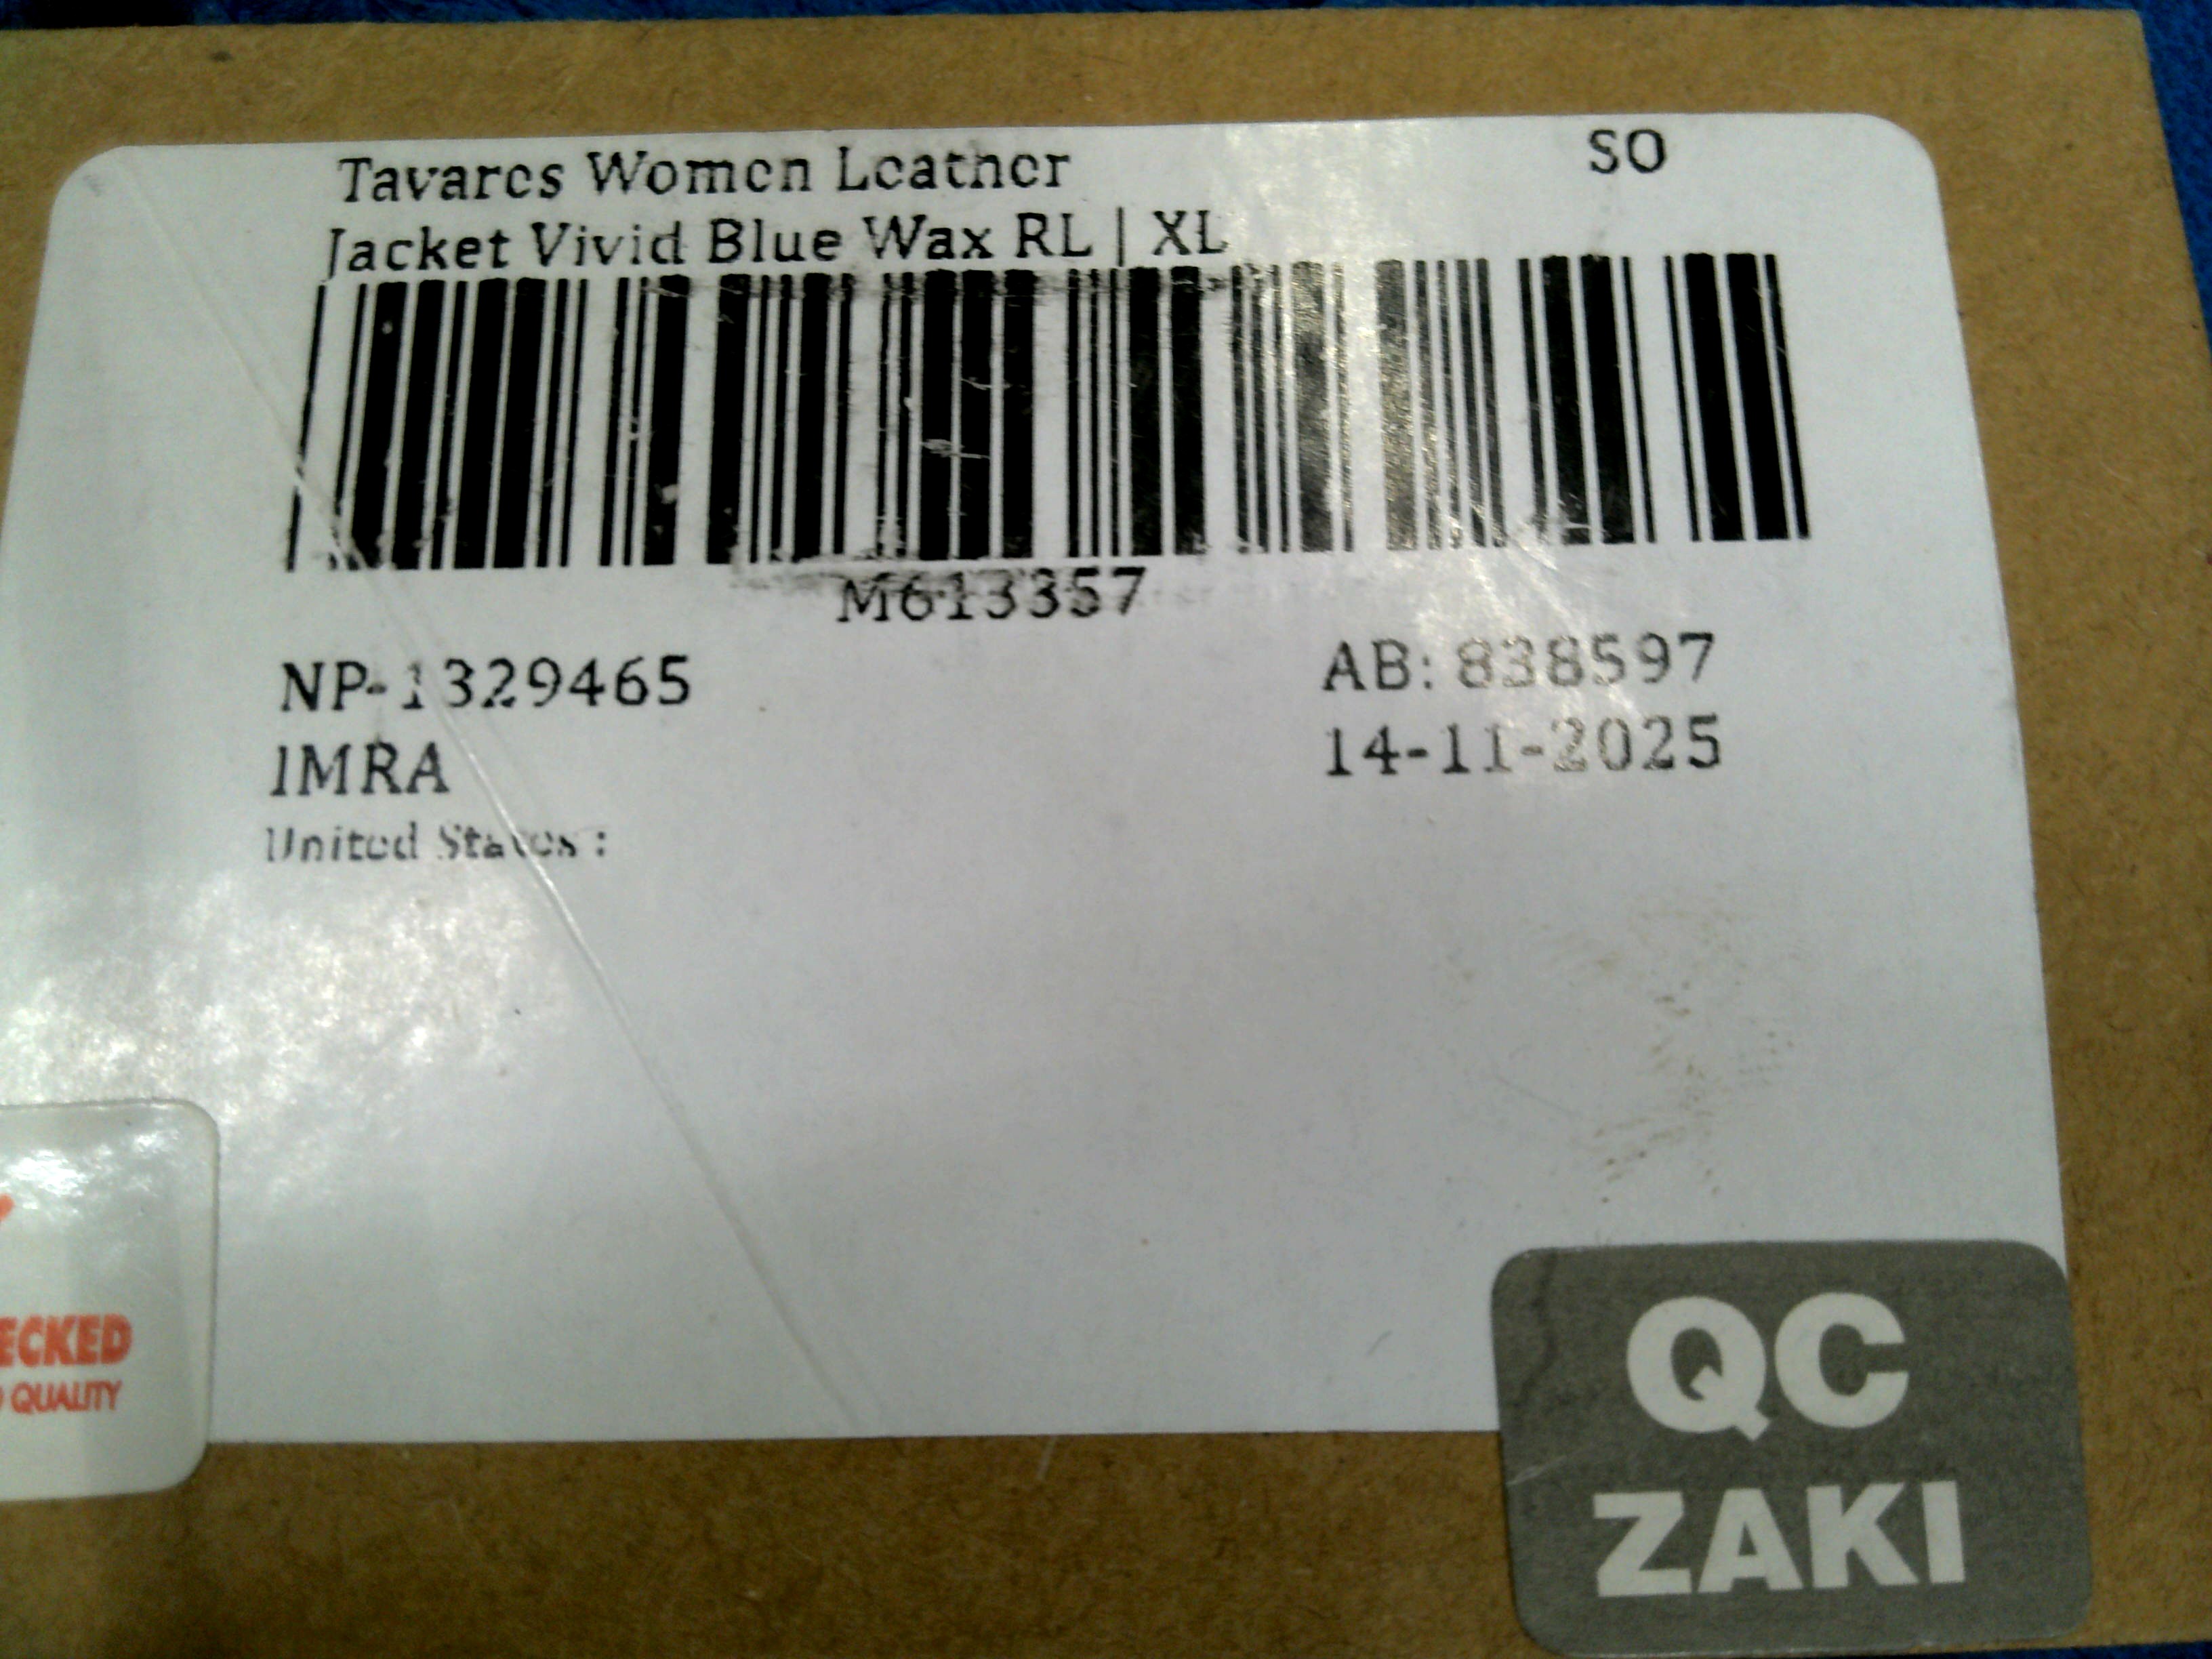 Tavares Women Leather
SO
Jacket Vivid Blue Wax RL | XL
M613357
NP-1329465
AB: 838597
IMRA
14-11-2025
United States :
ECKED
QUALITY
QC
ZAKI